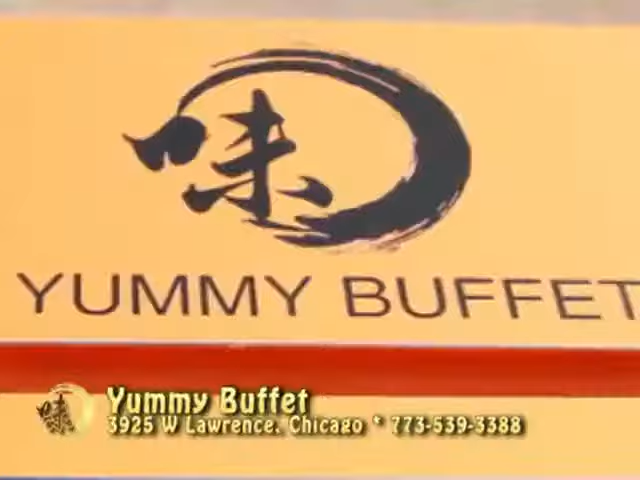 味
YUMMY BUFFET
味
Yummy Buffet
3925 W Lawrence, Chicago * 773-539-3388